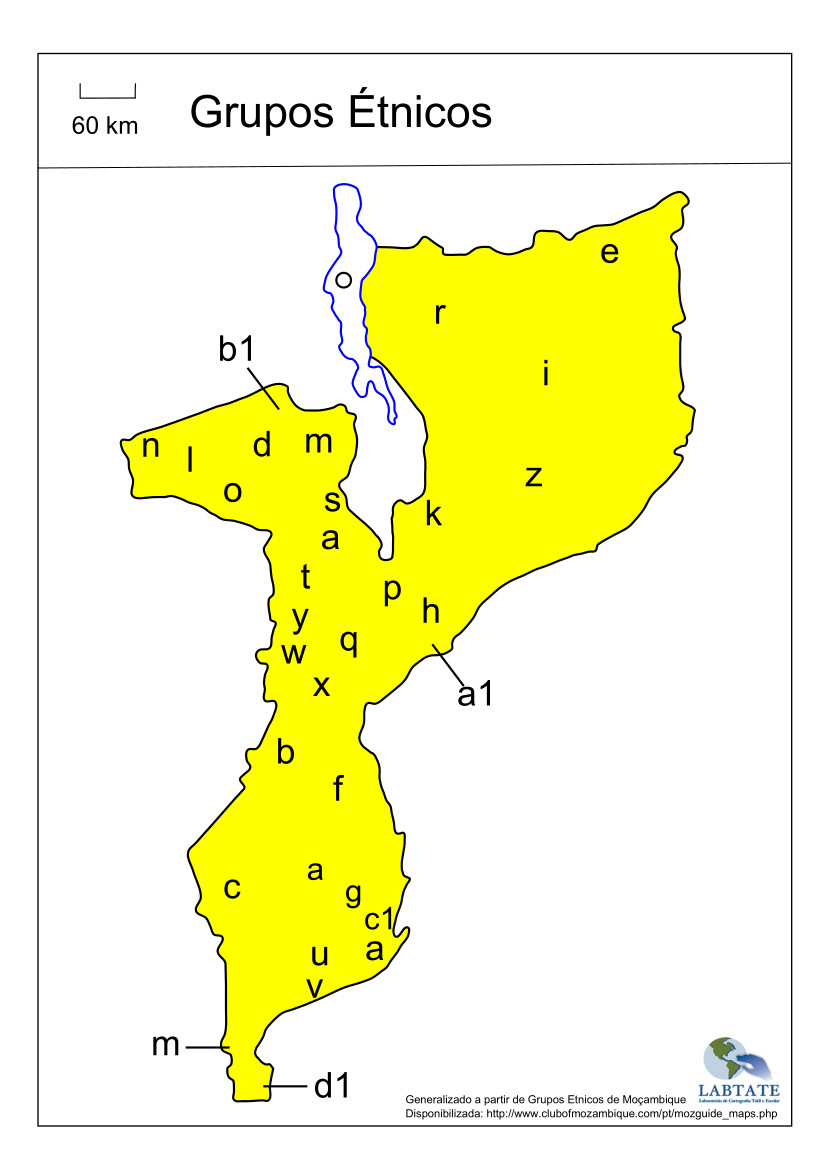 60 km
Grupos Étnicos
e
r
b1
i
n
l
d
m
z
o
s
k
a
t
p
y
h
q
w
x
a1
b
f
a
c
g
c1
u
a
v
m
d1
LABTATE
Laboratório de Cartografia Tátil e Escolar
Generalizado a partir de Grupos Etnicos de Moçambique
Disponibilizada: http://www.clubofmozambique.com/pt/mozguide_maps.php